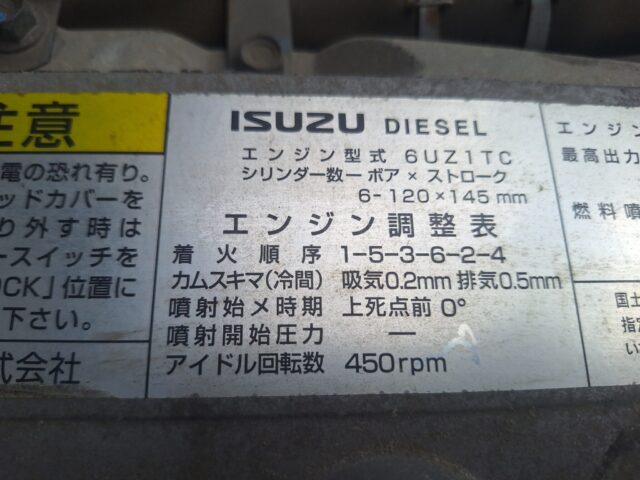 注意
電の恐れ有り。
ッドカバーを
り外す時は
ースイッチを
OCK」位置に
下さい。
式会社
ISUZU DIESEL
エンジン型式 6UZ1TC
シリンダー数ー ボア × ストローク
6-120×145 mm
エンジン調整表
着火順序 1-5-3-6-2-4
カムスキマ(冷間) 吸気0.2mm 排気0.5mm
噴射始メ時期 上死点前 0°
噴射開始圧力 —
アイドル回転数 450rpm
エンジン
最高出力
燃料噴
国土
指定
い